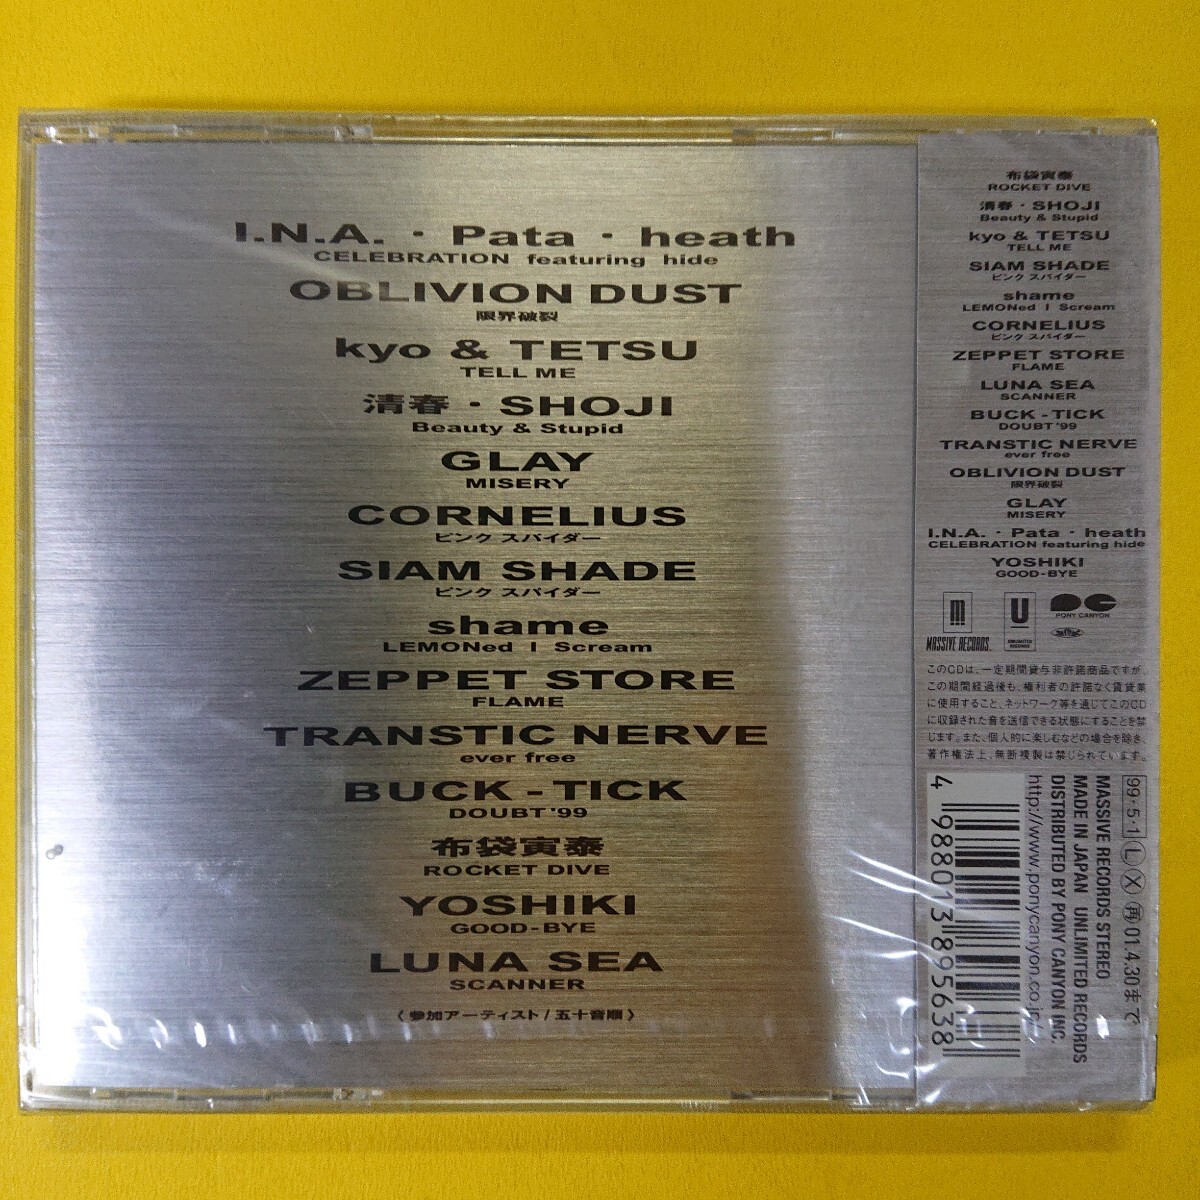 I.N.A. ・ Pata ・ heath
CELEBRATION featuring hide
OBLIVION DUST
限界破裂
kyo & TETSU
TELL ME
清春 ・ SHOJI
Beauty & Stupid
GLAY
MISERY
CORNELIUS
ピンク スパイダー
SIAM SHADE
ピンク スパイダー
shame
LEMONed I Scream
ZEPPET STORE
FLAME
TRANSTIC NERVE
ever free
BUCK-TICK
DOUBT '99
布袋寅泰
ROCKET DIVE
YOSHIKI
GOOD-BYE
LUNA SEA
SCANNER
〈 参加アーティスト/五十音順 〉
布袋寅泰
ROCKET DIVE
清春・SHOJI
Beauty & Stupid
kyo & TETSU
TELL ME
SIAM SHADE
ピンク スパイダー
shame
LEMONed I Scream
CORNELIUS
ピンク スパイダー
ZEPPET STORE
FLAME
LUNA SEA
SCANNER
BUCK-TICK
DOUBT '99
TRANSTIC NERVE
ever free
OBLIVION DUST
限界破裂
GLAY
MISERY
I.N.A.・Pata・heath
CELEBRATION featuring hide
YOSHIKI
GOOD-BYE
m
MASSIVE RECORDS
U
UNLIMITED RECORDS
PC
PONY CANYON
このCDは、一定期間貸与非許諾商品ですが、
この期間経過後も、権利者の許諾なく賃貸業
に使用すること、ネットワーク等を通じてこのCD
に収録された音を送信できる状態にすることを禁
じます。また、個人的に楽しむなどの場合を除き、
著作権法上、無断複製は禁じられています。
99・5・1 Ⓛ Ⓧ 再 01.4.30まで
MASSIVE RECORDS STEREO
MADE IN JAPAN UNLIMITED RECORDS
DISTRIBUTED BY PONY CANYON INC.
http://www.ponycanyon.co.jp/
4 988013 895638